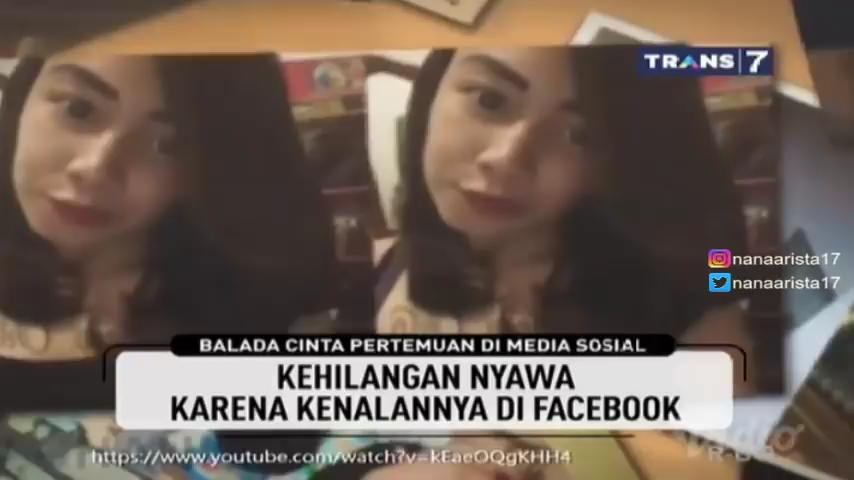 TRANS|7
nanaarista17
nanaarista17
BALADA CINTA PERTEMUAN DI MEDIA SOSIAL
KEHILANGAN NYAWA
KARENA KENALANNYA DI FACEBOOK
https://www.youtube.com/watch?v=kEaeOQgKHH4